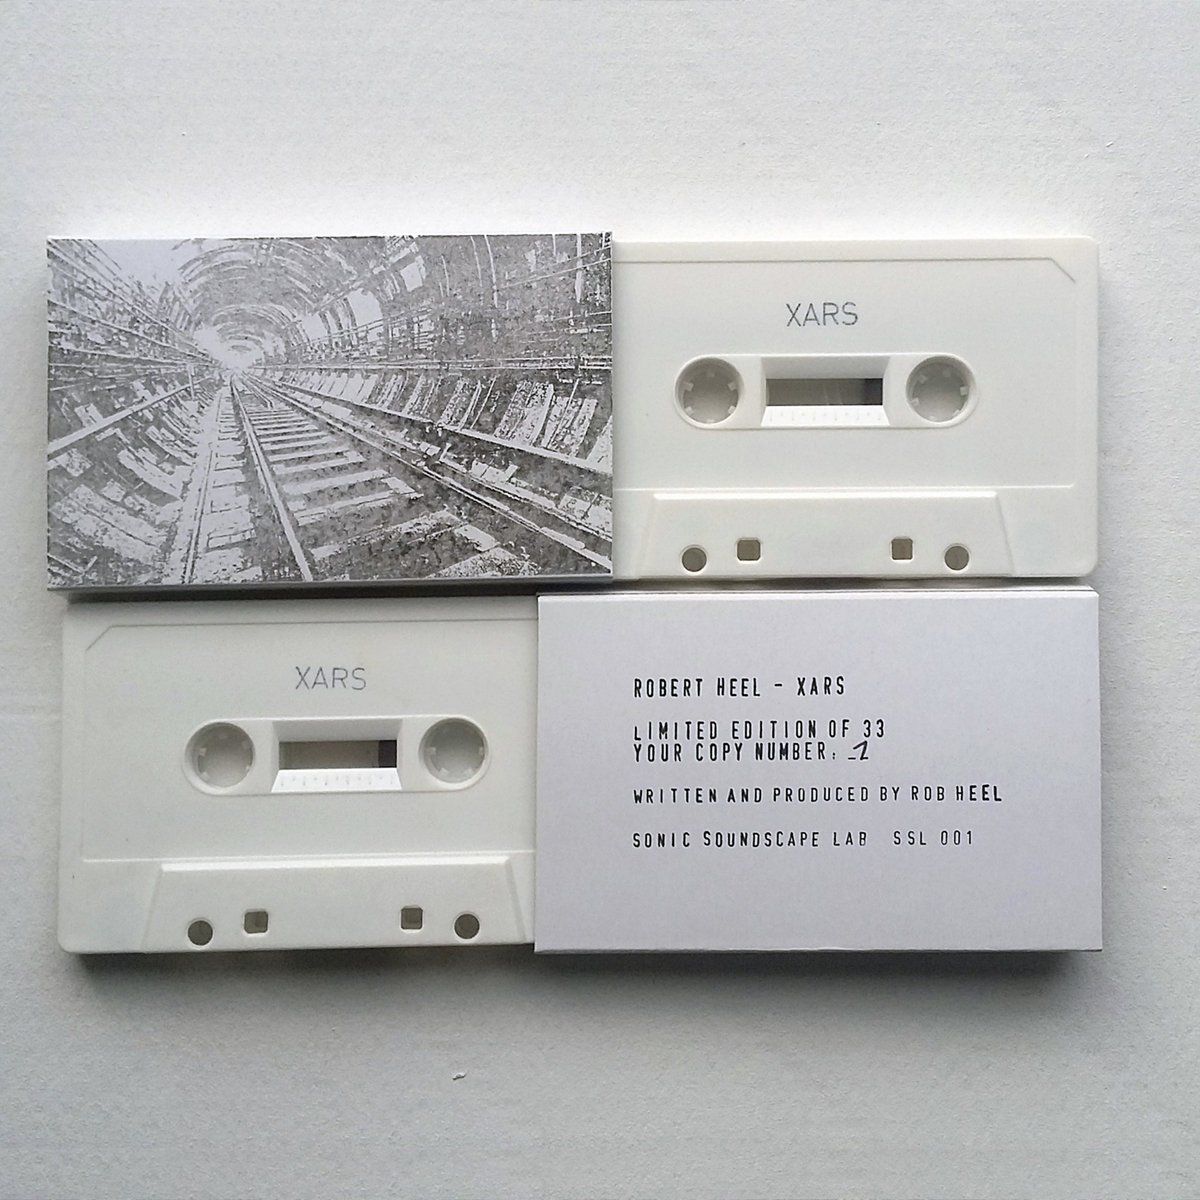 XARS
XARS
ROBERT HEEL - XARS
LIMITED EDITION OF 33
YOUR COPY NUMBER: _1
WRITTEN AND PRODUCED BY ROB HEEL
SONIC SOUNDSCAPE LAB SSL 001